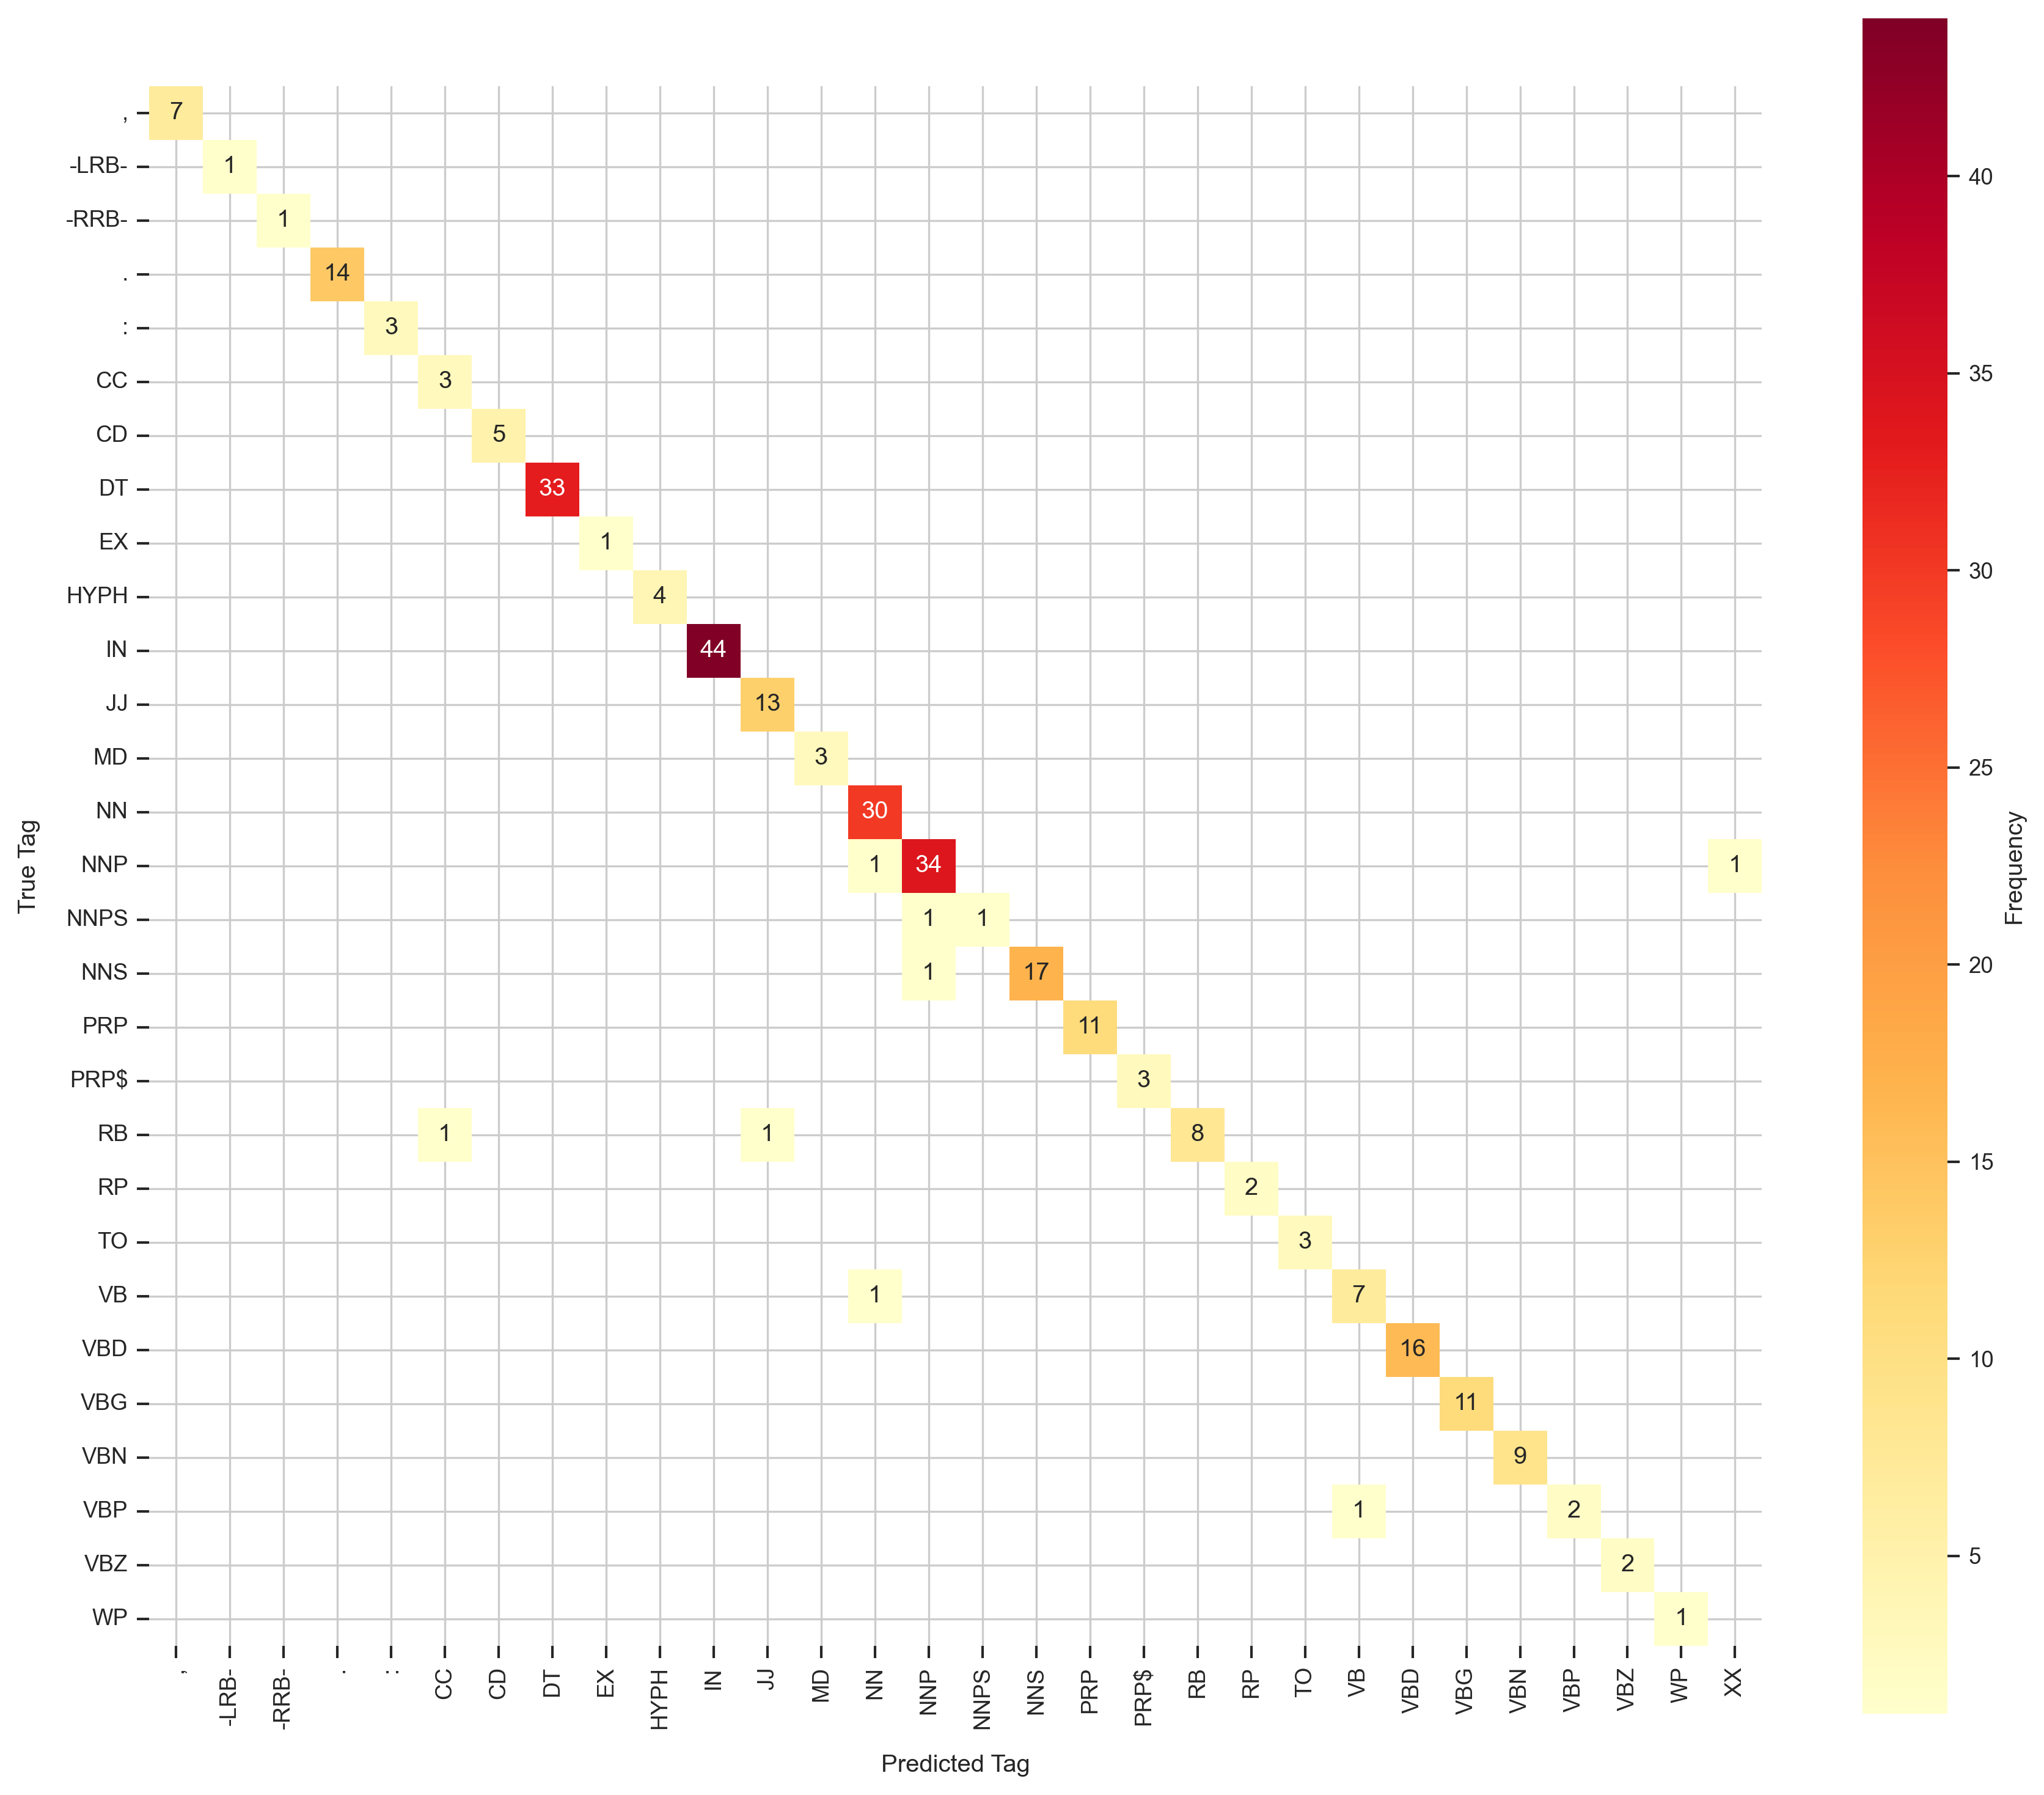 , 7
-LRB- 1
-RRB- 1
. 14
: 3
CC 3
CD 5
DT 33
EX 1
HYPH 4
IN 44
JJ 13
MD 3
NN 30
NNP 1 34 1
NNPS 1 1
NNS 1 17
PRP 11
PRP$ 3
RB 1 1 8
RP 2
TO 3
VB 1 7
VBD 16
VBG 11
VBN 9
VBP 1 2
VBZ 2
WP 1
True Tag
, -LRB- -RRB- . : CC CD DT EX HYPH IN JJ MD NN NNP NNPS NNS PRP PRP$ RB RP TO VB VBD VBG VBN VBP VBZ WP XX
Predicted Tag
40
35
30
25
20
15
10
5
Frequency